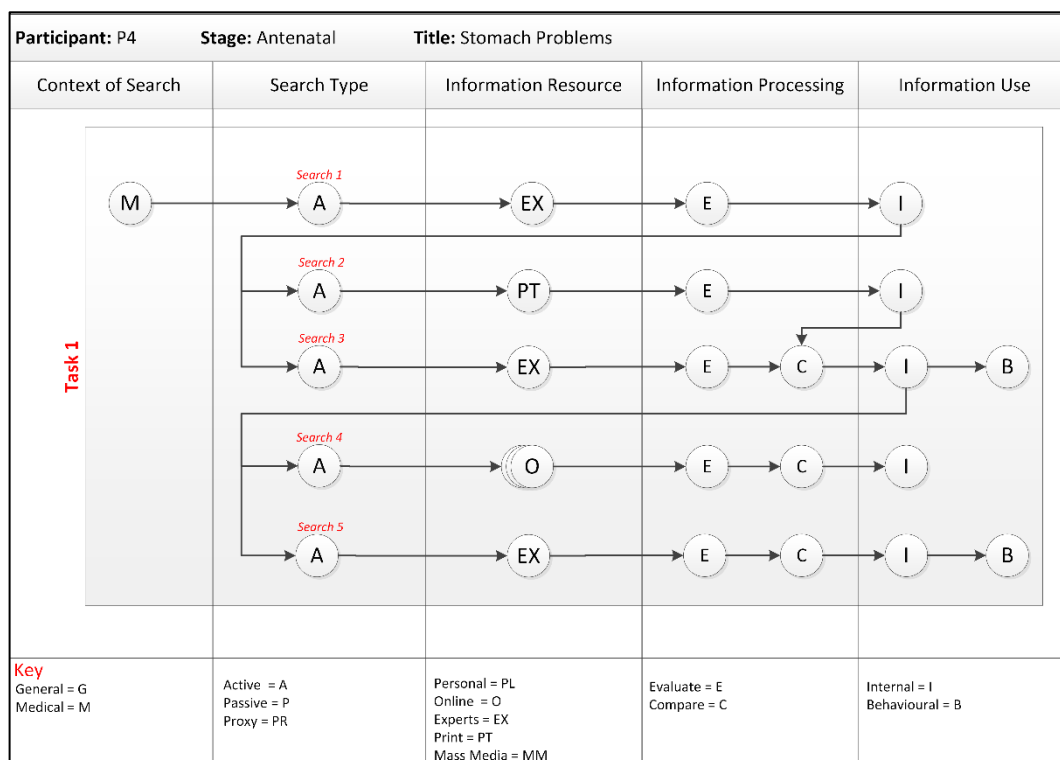 Participant: P4 Stage: Antenatal Title: Stomach Problems
Context of Search Search Type Information Resource Information Processing Information Use
Task 1
Search 1
M A EX E I
Search 2
A PT E I
Search 3
A EX E C I B
Search 4
A O E C I
Search 5
A EX E C I B
Key
General = G
Medical = M
Active = A
Passive = P
Proxy = PR
Personal = PL
Online = O
Experts = EX
Print = PT
Mass Media = MM
Evaluate = E
Compare = C
Internal = I
Behavioural = B